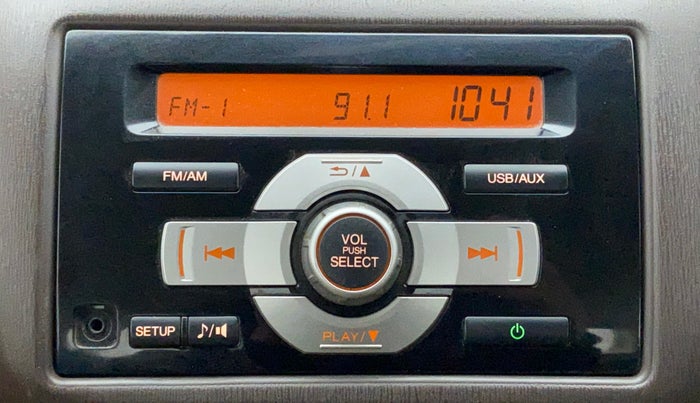 FM-1 91.1 1041
FM/AM
USB/AUX
VOL
PUSH
SELECT
SETUP
PLAY/▼